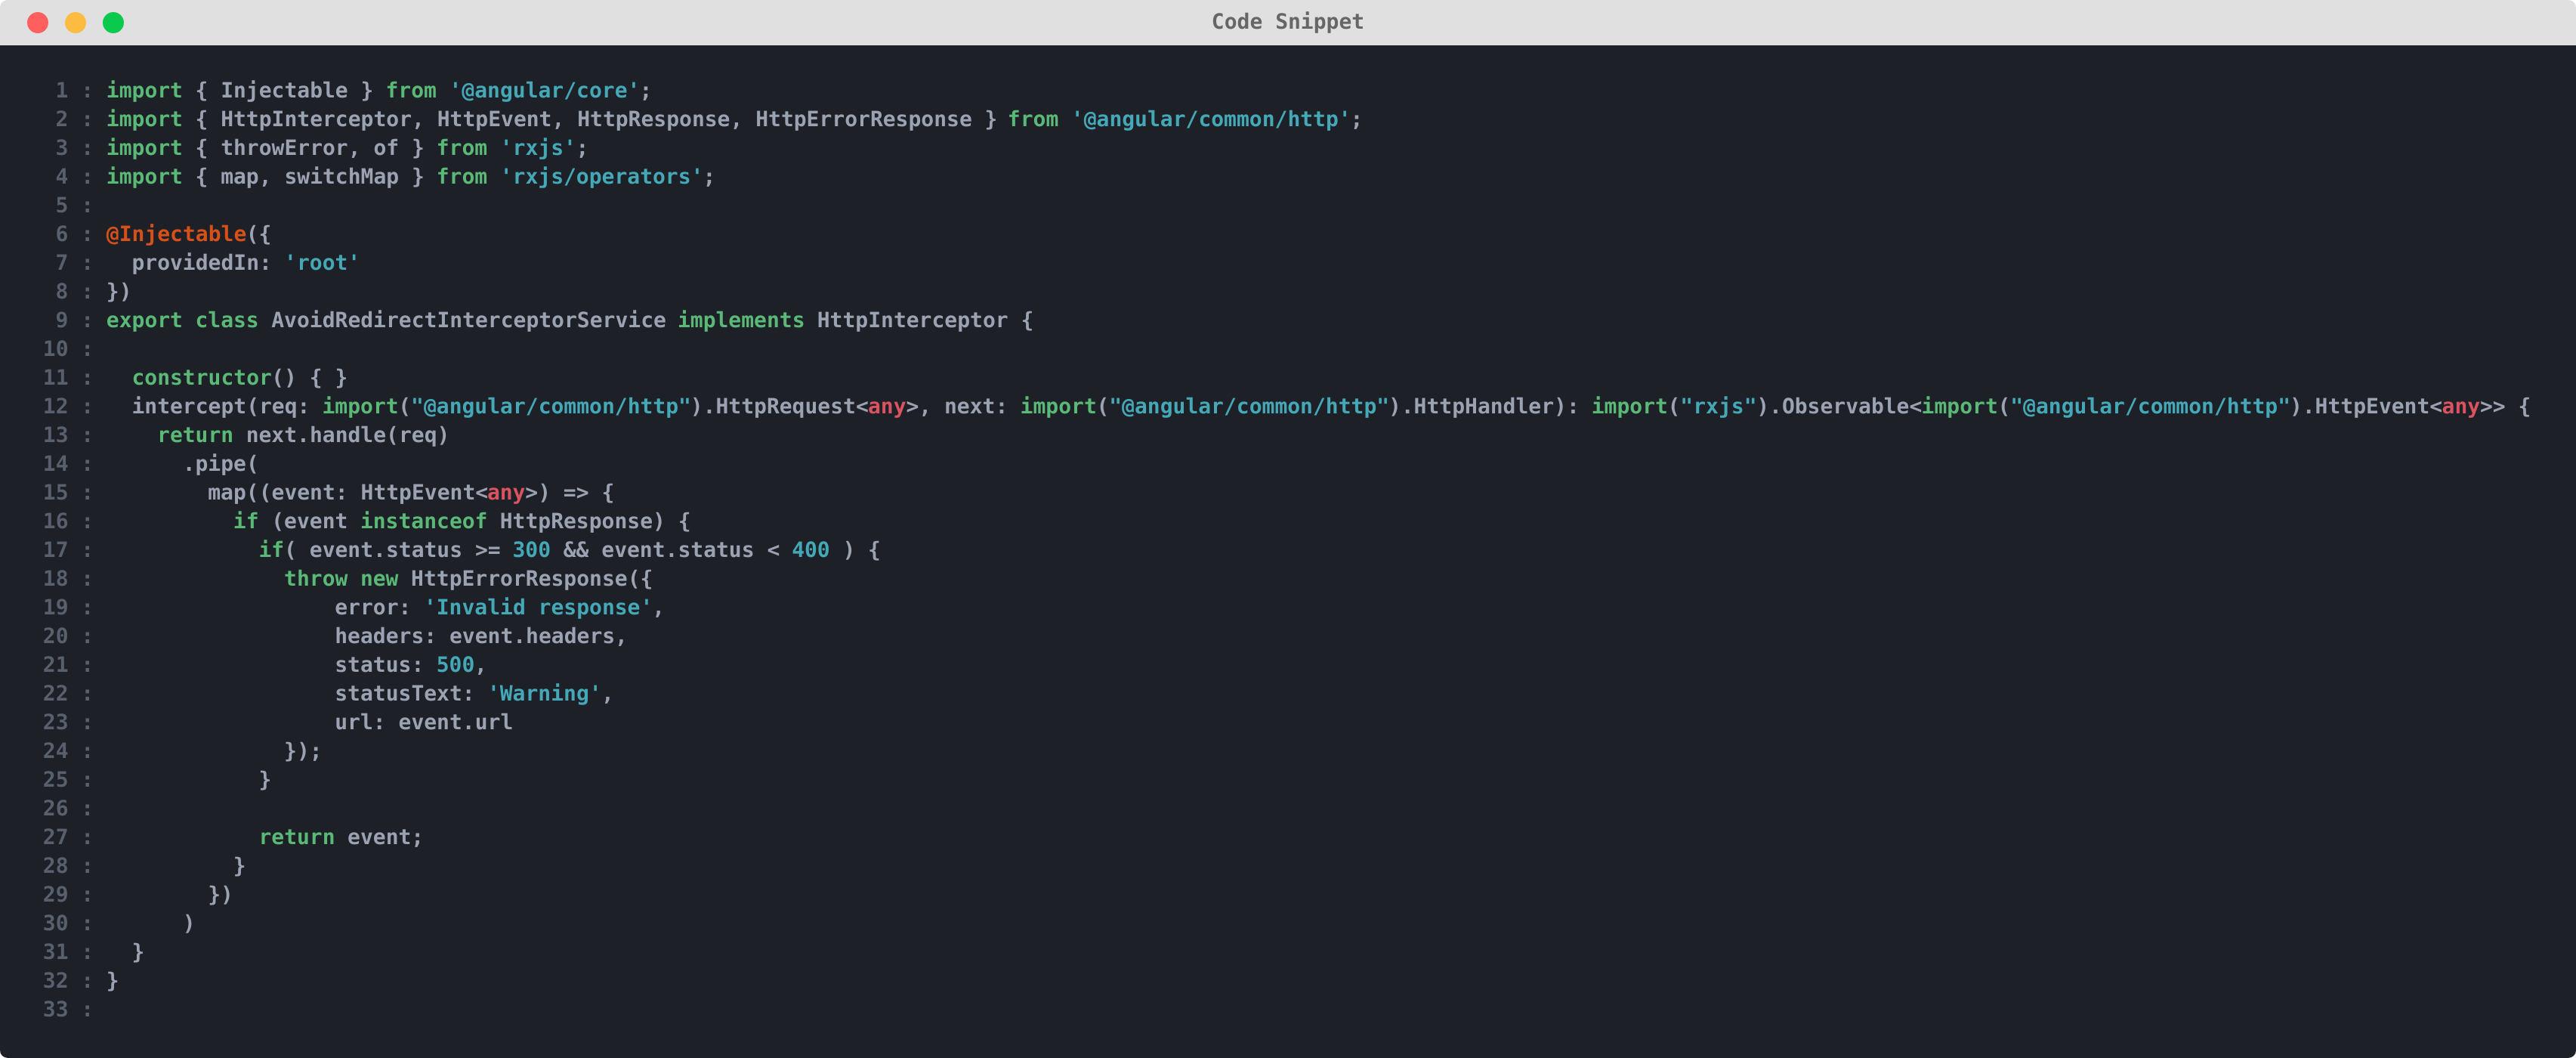 Code Snippet
1 : import { Injectable } from '@angular/core';
2 : import { HttpInterceptor, HttpEvent, HttpResponse, HttpErrorResponse } from '@angular/common/http';
3 : import { throwError, of } from 'rxjs';
4 : import { map, switchMap } from 'rxjs/operators';
5 :
6 : @Injectable({
7 :   providedIn: 'root'
8 : })
9 : export class AvoidRedirectInterceptorService implements HttpInterceptor {
10 :
11 :   constructor() { }
12 :   intercept(req: import("@angular/common/http").HttpRequest<any>, next: import("@angular/common/http").HttpHandler): import("rxjs").Observable<import("@angular/common/http").HttpEvent<any>> {
13 :     return next.handle(req)
14 :       .pipe(
15 :         map((event: HttpEvent<any>) => {
16 :           if (event instanceof HttpResponse) {
17 :             if( event.status >= 300 && event.status < 400 ) {
18 :               throw new HttpErrorResponse({
19 :                   error: 'Invalid response',
20 :                   headers: event.headers,
21 :                   status: 500,
22 :                   statusText: 'Warning',
23 :                   url: event.url
24 :               });
25 :             }
26 :
27 :             return event;
28 :           }
29 :         })
30 :       )
31 :   }
32 : }
33 :